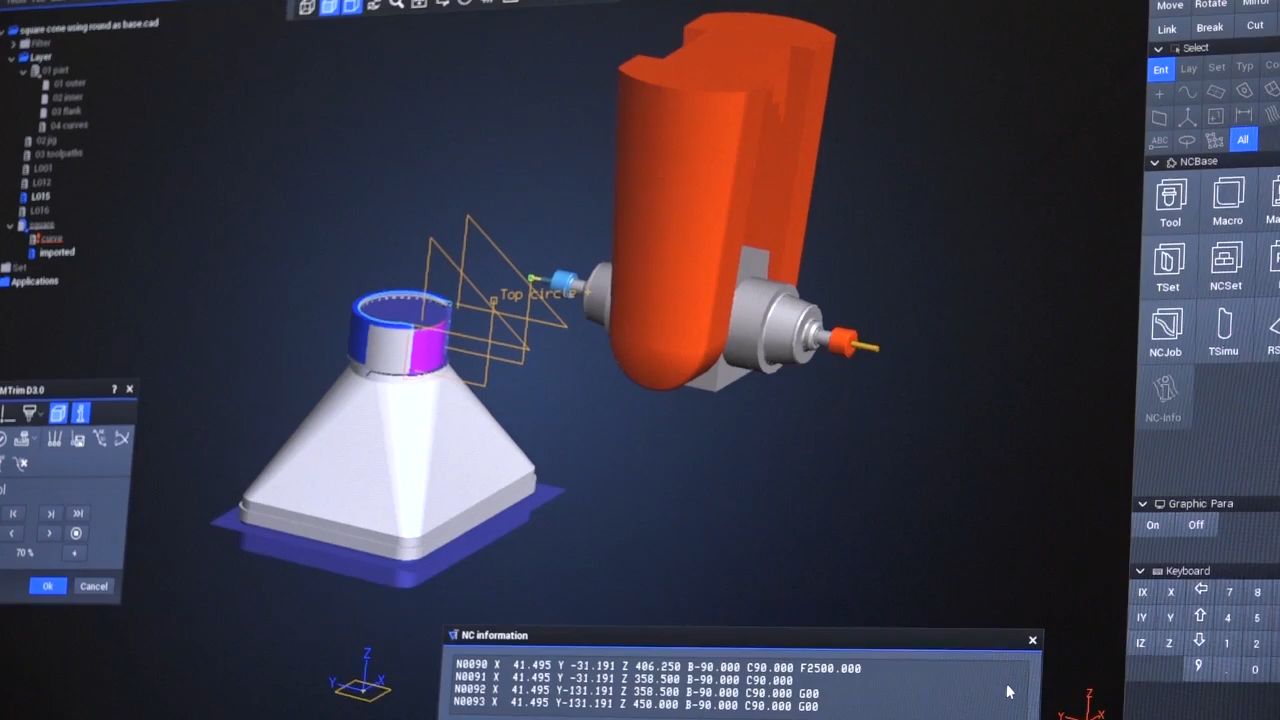 square cone using round as base.cad
Filter
Layer
01 part
01 outer
02 inner
03 flank
04 curves
02 jig
03 toolpaths
L001
L012
L015
L016
square
curve
imported
Set
Applications
MTrim D3.0
?
70 %
+
Ok
Cancel
Top circle
Z
Y
X
NC information
N0090 X 41.495 Y -31.191 Z 406.250 B-90.000 C90.000 F2500.000
N0091 X 41.495 Y -31.191 Z 358.500 B-90.000 C90.000
N0092 X 41.495 Y-131.191 Z 358.500 B-90.000 C90.000 G00
N0093 X 41.495 Y-131.191 Z 450.000 B-90.000 C90.000 G00
Z
Y
X
Move Rotate Mirror
Link Break Cut
Select
Ent Lay Set Typ
ABC
All
NCBase
Tool Macro
TSet NCSet
NCJob TSimu
NC-Info
Graphic Para
On Off
Keyboard
IX X 7 8
IY Y 4 5
IZ Z 1 2
0